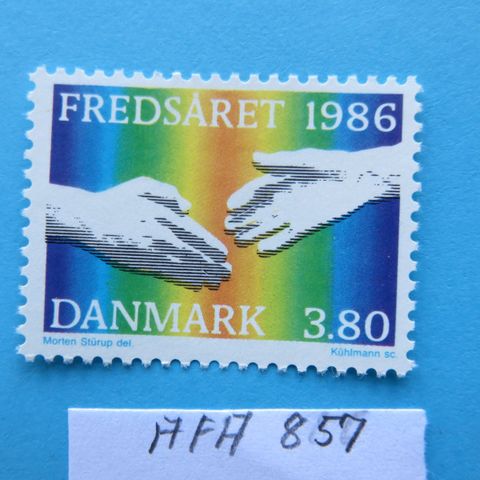 FREDSÅRET 1986
DANMARK 3.80
Morten Stürup del. Kühlmann sc.
AFA 857